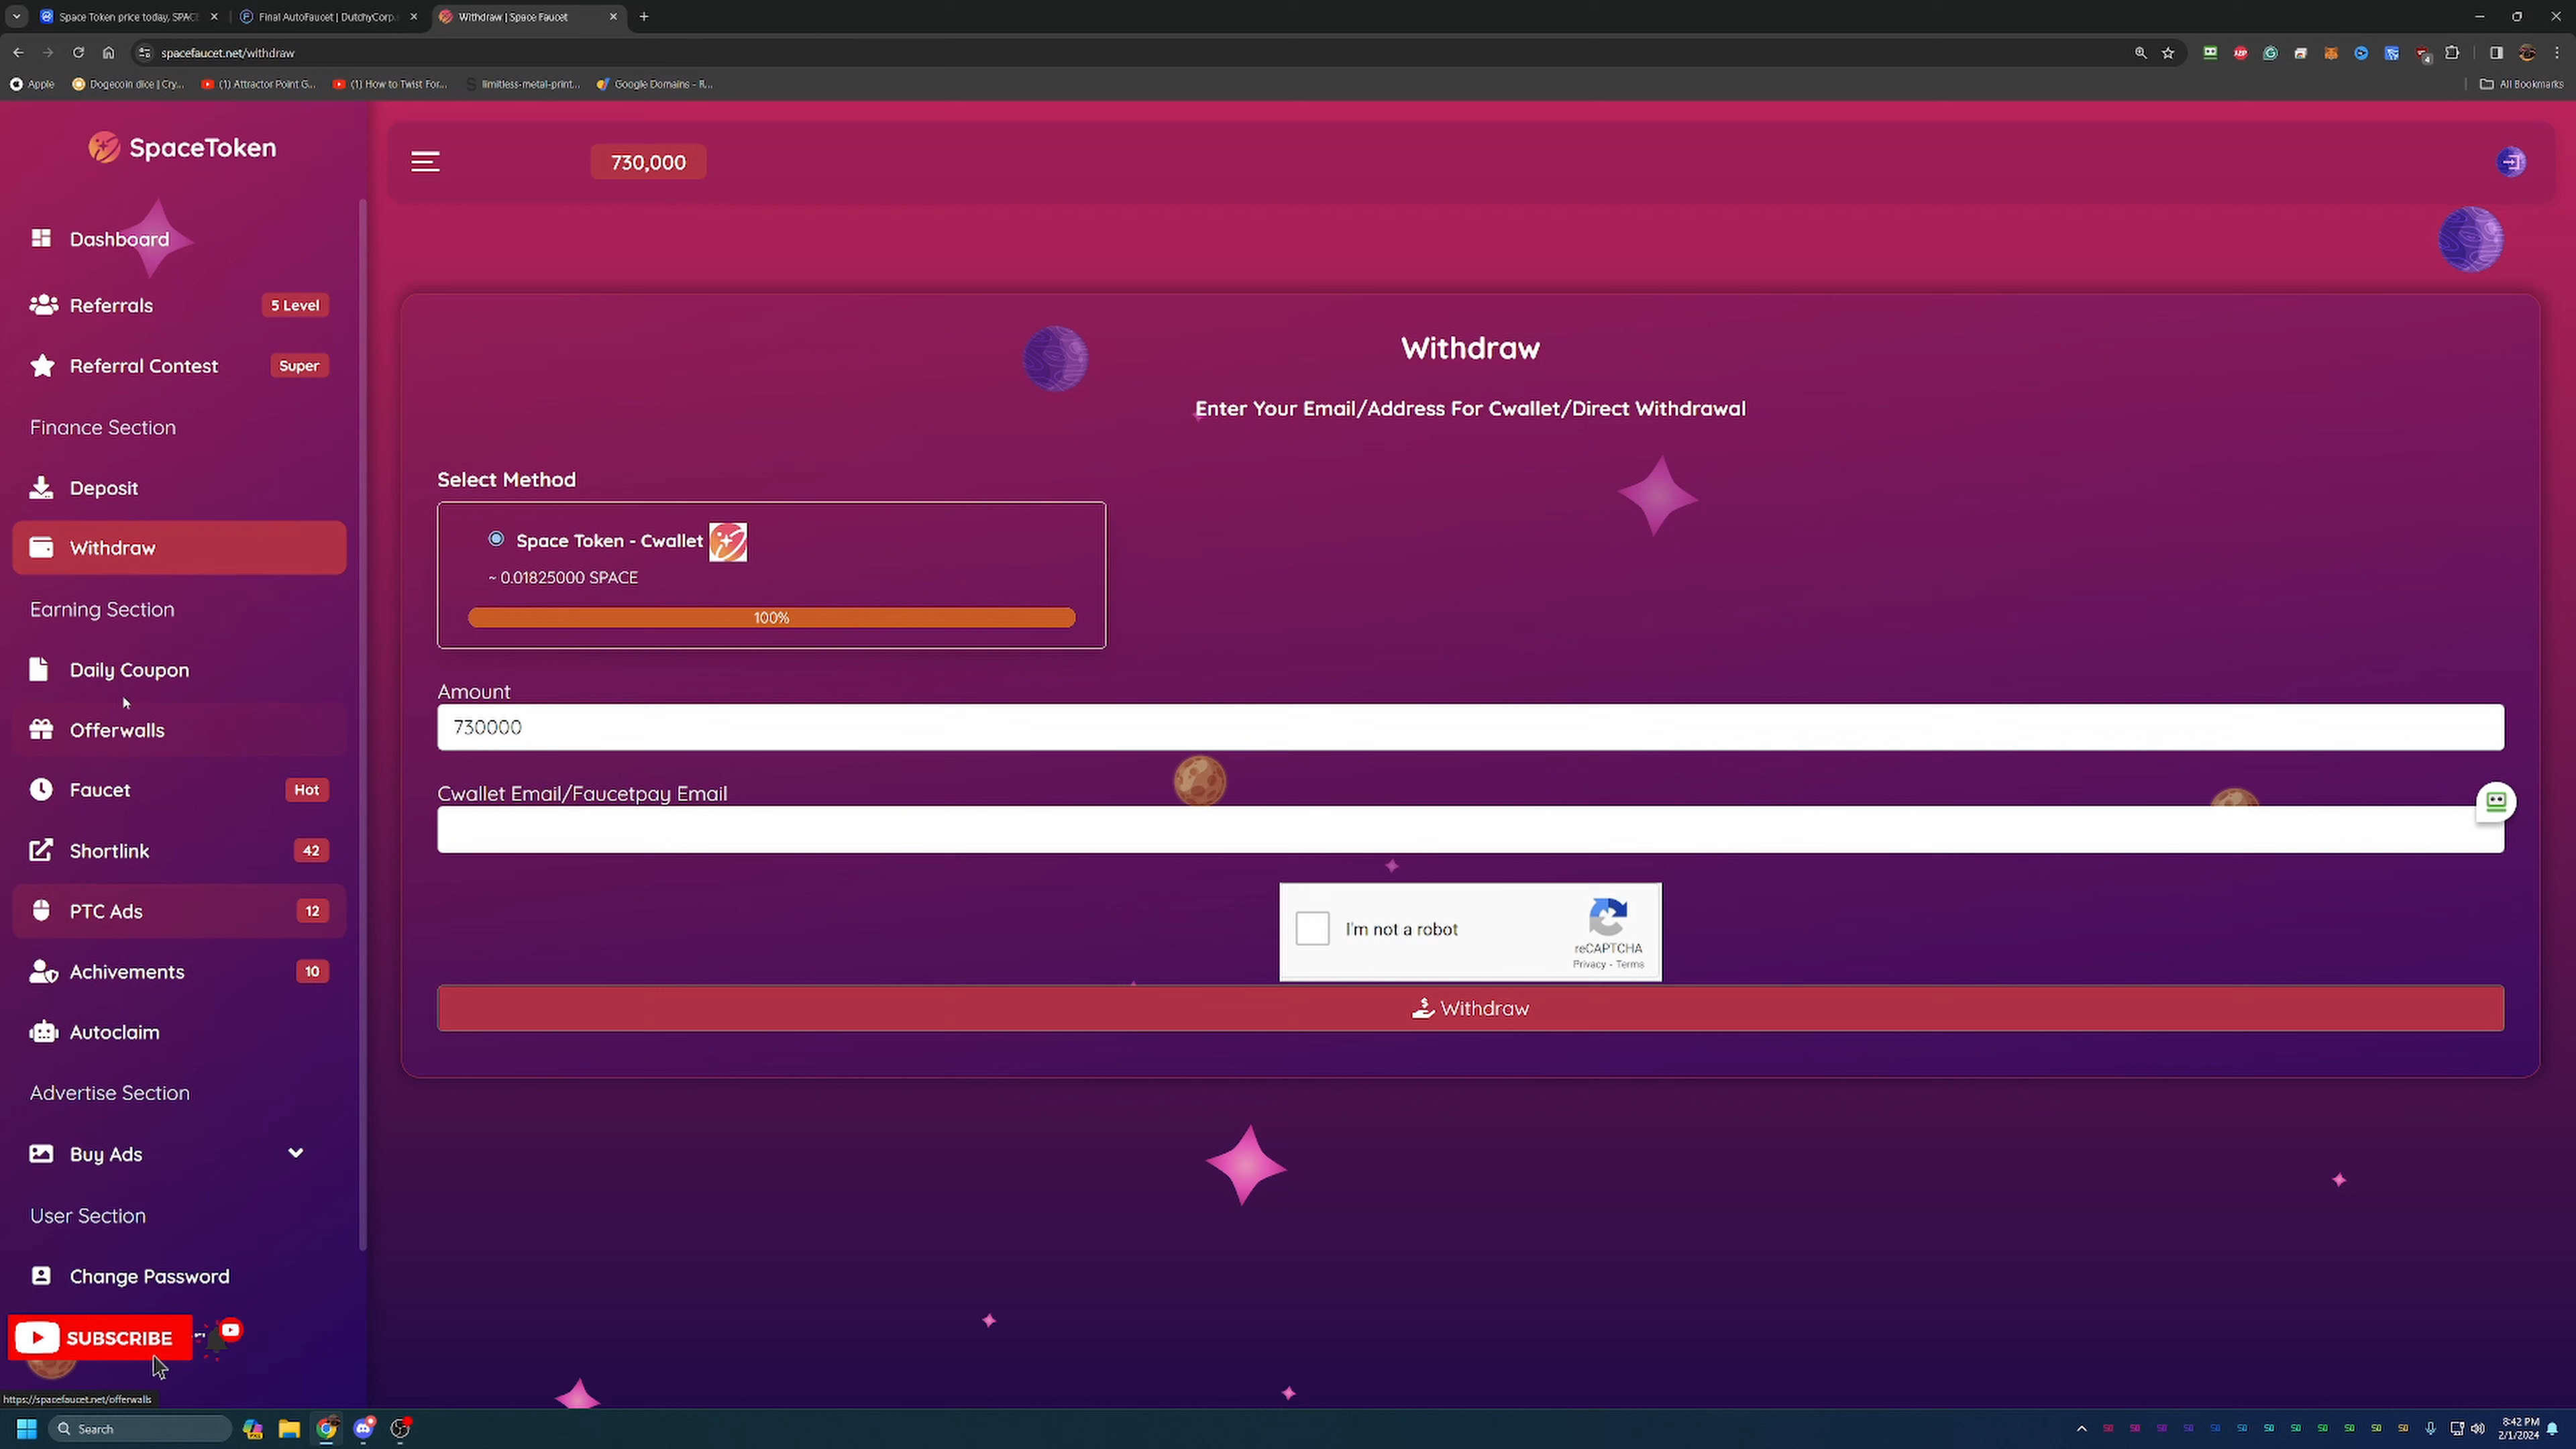 Space Token price today, SPACE
Final AutoFaucet | DutchyCorp.
Withdraw | Space Faucet
spacefaucet.net/withdraw
Apple
Dogecoin dice | Cry...
(1) Attractor Point G...
(1) How to Twist For...
limitless-metal-print...
Google Domains - R...
All Bookmarks
SpaceToken
730,000
Dashboard
Referrals
5 Level
Referral Contest
Super
Finance Section
Deposit
Withdraw
Earning Section
Daily Coupon
Offerwalls
Faucet
Hot
Shortlink
42
PTC Ads
12
Achivements
10
Autoclaim
Advertise Section
Buy Ads
User Section
Change Password
SUBSCRIBE
https://spacefaucet.net/offerwalls
Withdraw
Enter Your Email/Address For Cwallet/Direct Withdrawal
Select Method
Space Token - Cwallet
~ 0.01825000 SPACE
100%
Amount
730000
Cwallet Email/Faucetpay Email
I'm not a robot
reCAPTCHA
Privacy - Terms
Withdraw
Search
8:42 PM
2/1/2024